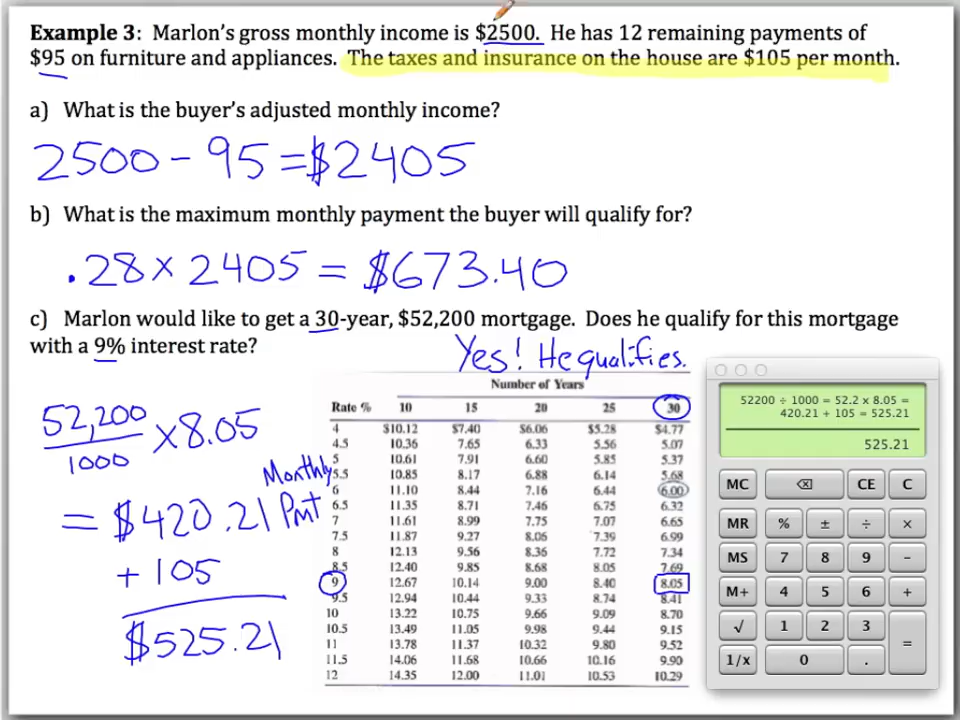 Example 3: Marlon's gross monthly income is $2500. He has 12 remaining payments of
$95 on furniture and appliances. The taxes and insurance on the house are $105 per month.
a) What is the buyer's adjusted monthly income?
2500 - 95 = $2405
b) What is the maximum monthly payment the buyer will qualify for?
.28 × 2405 = $673.40
c) Marlon would like to get a 30-year, $52,200 mortgage. Does he qualify for this mortgage
with a 9% interest rate?
Yes! He qualifies.
52,200
1000
×8.05
Monthly
= $420.21 Pmt
+ 105
$525.21
Number of Years
Rate % 10 15 20 25 30
4 $10.12 $7.40 $6.06 $5.28 $4.77
4.5 10.36 7.65 6.33 5.56 5.07
5 10.61 7.91 6.60 5.85 5.37
5.5 10.85 8.17 6.88 6.14 5.68
6 11.10 8.44 7.16 6.44 6.00
6.5 11.35 8.71 7.46 6.75 6.32
7 11.61 8.99 7.75 7.07 6.65
7.5 11.87 9.27 8.06 7.39 6.99
8 12.13 9.56 8.36 7.72 7.34
8.5 12.40 9.85 8.68 8.05 7.69
9 12.67 10.14 9.00 8.40 8.05
9.5 12.94 10.44 9.33 8.74 8.41
10 13.22 10.75 9.66 9.09 8.70
10.5 13.49 11.05 9.98 9.44 9.15
11 13.78 11.37 10.32 9.80 9.52
11.5 14.06 11.68 10.66 10.16 9.90
12 14.35 12.00 11.01 10.53 10.29
52200 ÷ 1000 = 52.2 x 8.05 =
420.21 + 105 = 525.21
525.21
MC CE C
MR % ± ÷ ×
MS 7 8 9 −
M+ 4 5 6 +
√ 1 2 3 =
1/x 0 .